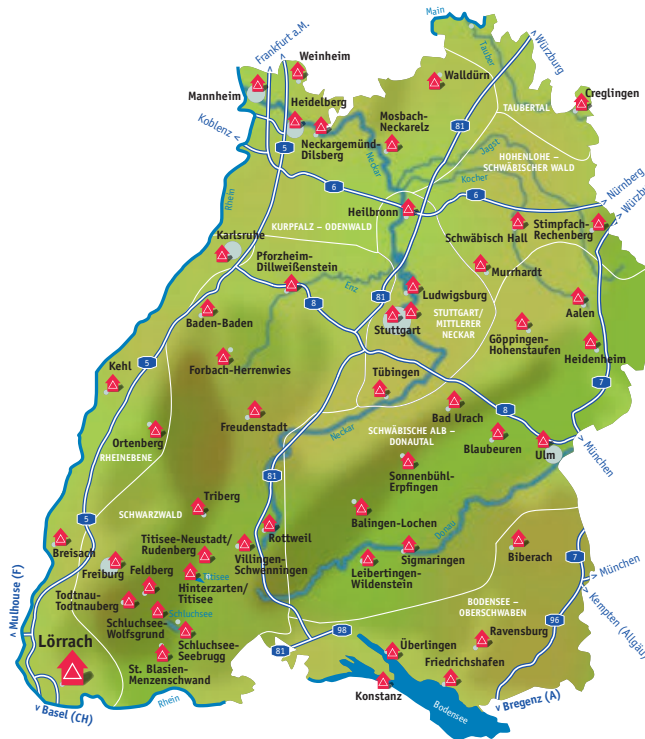 Main
Frankfurt a.M.
Weinheim
Tauber
Würzburg
Walldürn
Mannheim
Creglingen
Heidelberg
TAUBERTAL
Koblenz
Mosbach-
Neckarelz
81
5
Neckargemünd-
Dilsberg
Neckar
Jagst
HOHENLOHE –
SCHWÄBISCHER WALD
Kocher
6
6
Nürnberg
Würzburg
Rhein
Heilbronn
KURPFALZ – ODENWALD
Schwäbisch Hall
Stimpfach-
Rechenberg
Karlsruhe
Pforzheim-
Dillweißenstein
Murrhardt
Enz
81
Ludwigsburg
8
Aalen
Baden-Baden
Stuttgart
STUTTGART/
MITTLERER
NECKAR
Göppingen-
Hohenstaufen
Heidenheim
5
Forbach-Herrenwies
Kehl
Tübingen
7
Freudenstadt
Bad Urach
8
Ortenberg
Neckar
SCHWÄBISCHE ALB –
DONAUTAL
Blaubeuren
Ulm
München
RHEINEBENE
Sonnenbühl-
Erpfingen
81
Triberg
SCHWARZWALD
5
Balingen-Lochen
Donau
Titisee-Neustadt/
Rudenberg
Rottweil
Breisach
Villingen-
Schwenningen
Sigmaringen
Biberach
7
Freiburg
Feldberg
Titisee
Hinterzarten/
Titisee
Leibertingen-
Wildenstein
München
Mulhouse (F)
Todtnau-
Todtnauberg
Schluchsee
BODENSEE –
OBERSCHWABEN
Kempten (Allgäu)
Schluchsee-
Wolfsgrund
96
98
Lörrach
Schluchsee-
Seebrugg
81
Überlingen
Ravensburg
St. Blasien-
Menzenschwand
Friedrichshafen
Konstanz
Rhein
Bodensee
Basel (CH)
Bregenz (A)